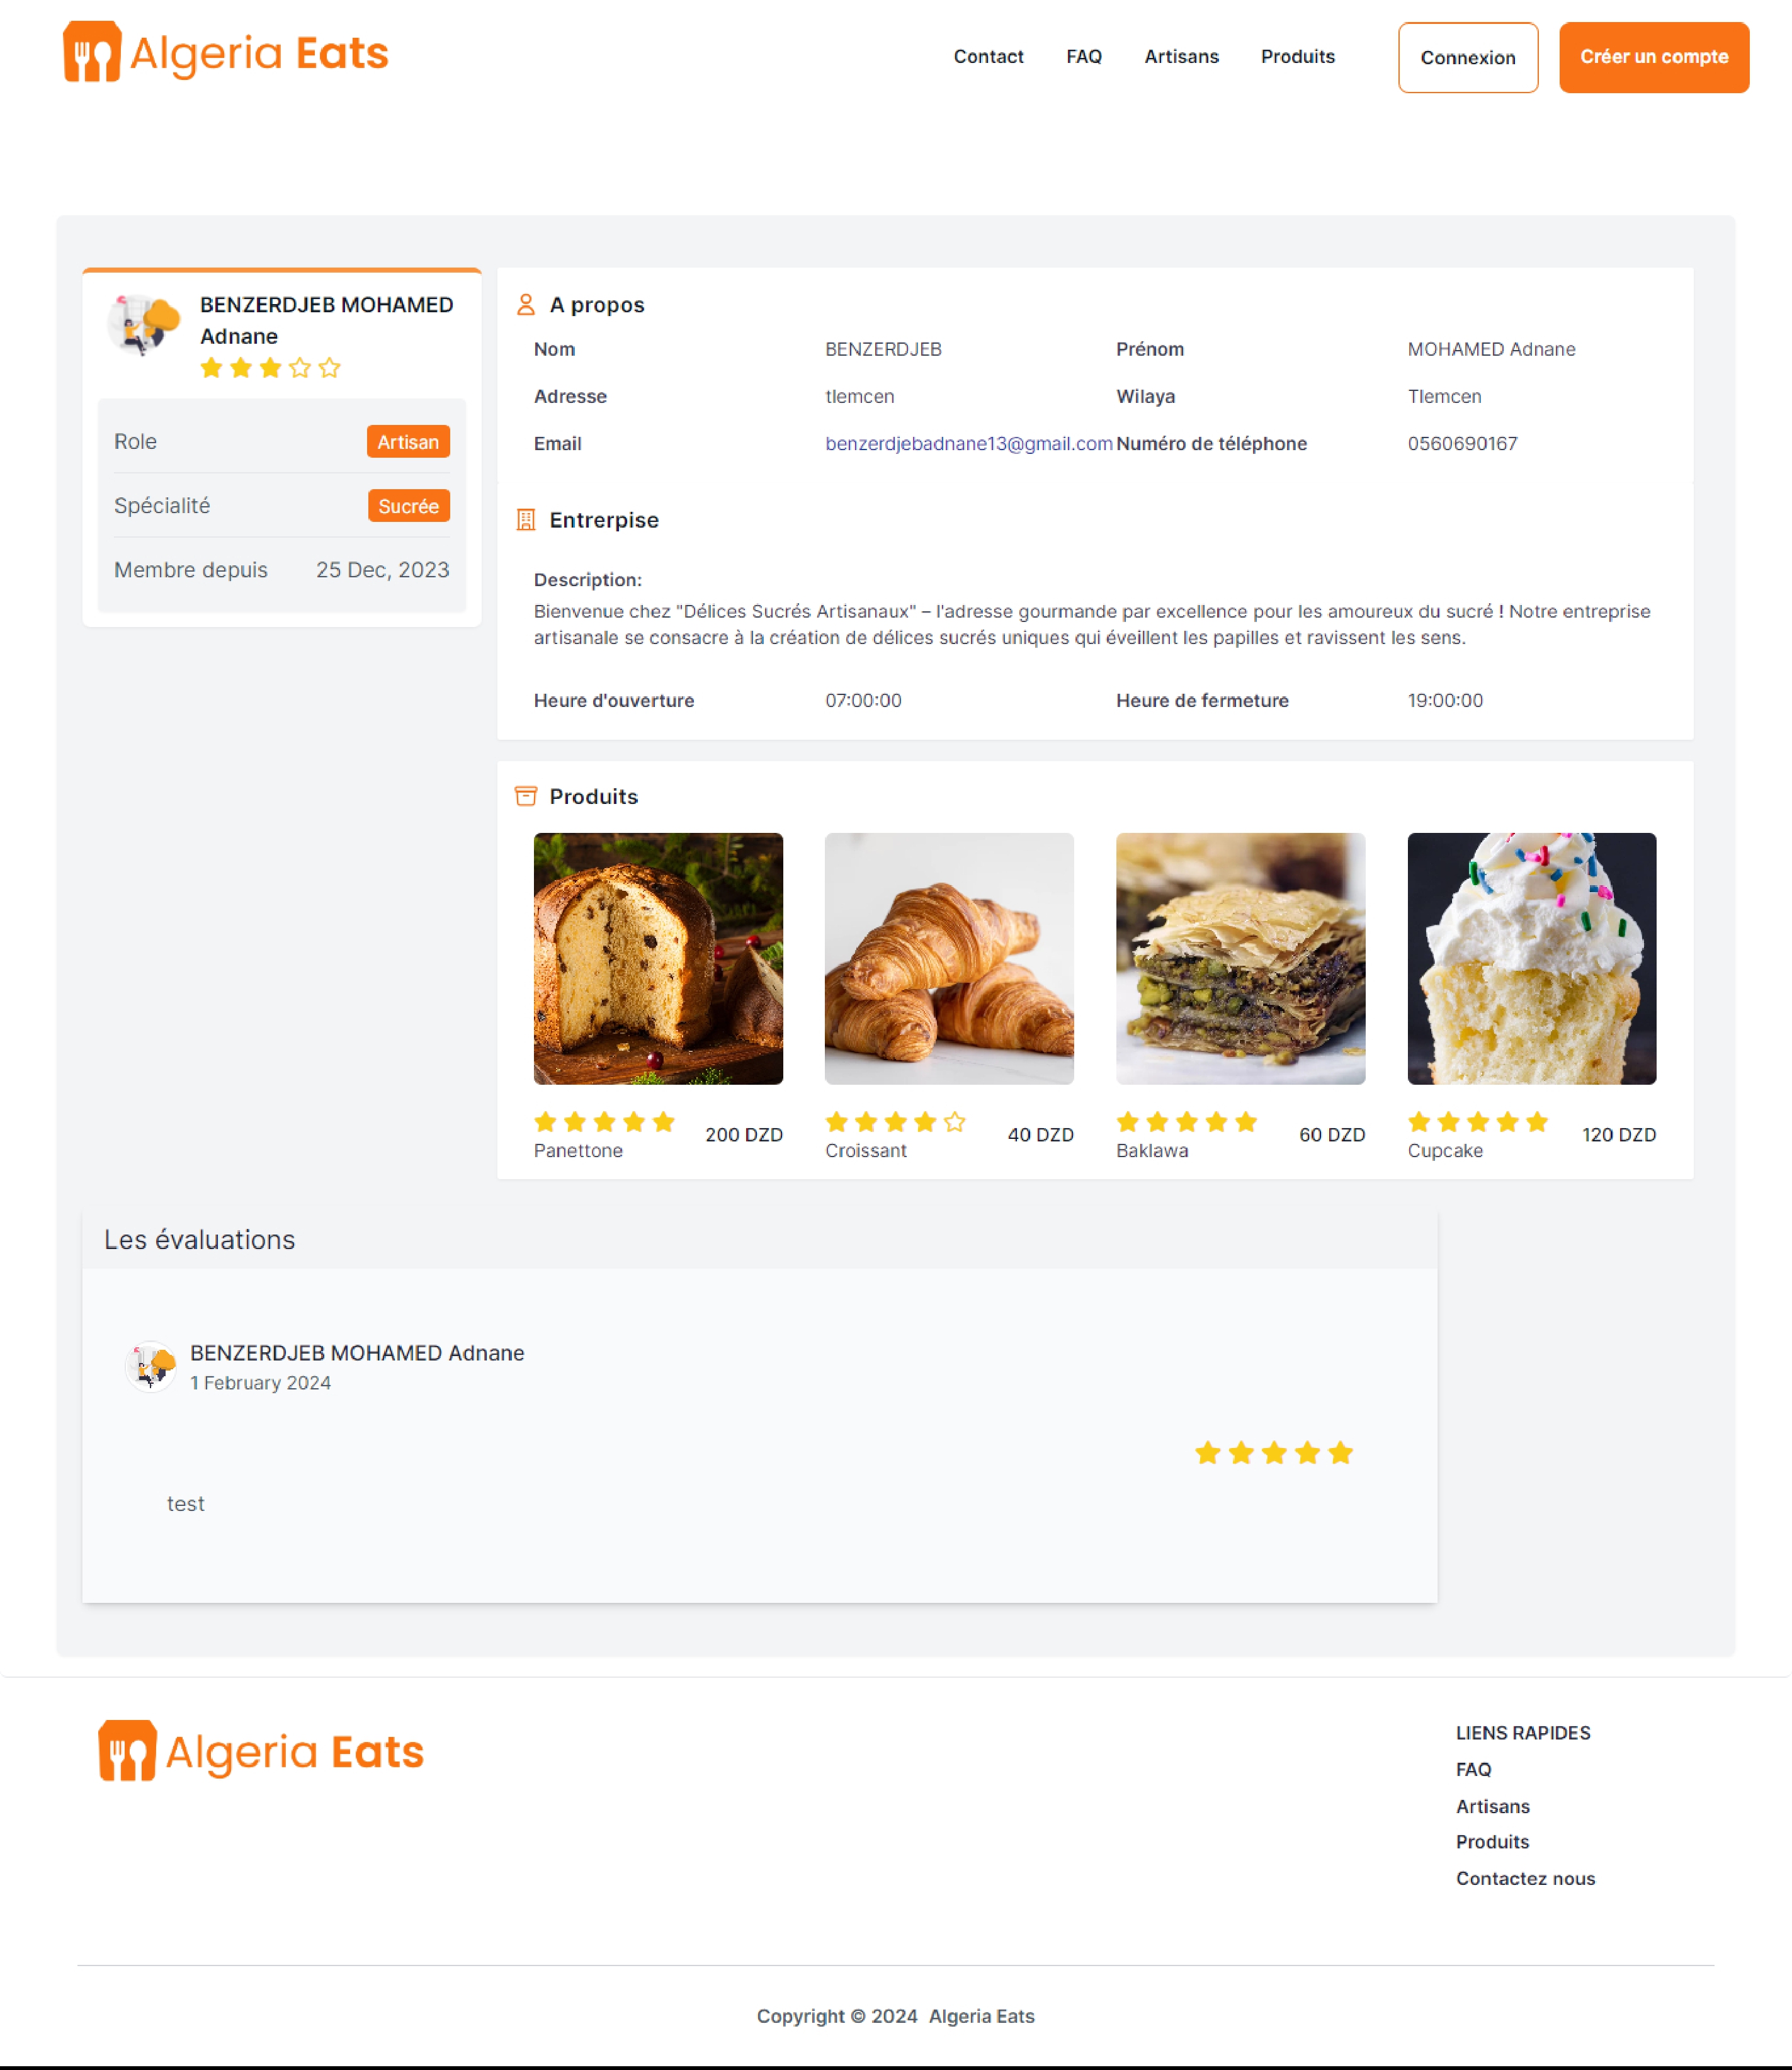 Algeria Eats
Contact FAQ Artisans Produits Connexion Créer un compte
BENZERDJEB MOHAMED
Adnane
Role Artisan
Spécialité Sucrée
Membre depuis 25 Dec, 2023
A propos
Nom BENZERDJEB Prénom MOHAMED Adnane
Adresse tlemcen Wilaya Tlemcen
Email benzerdjebadnane13@gmail.com Numéro de téléphone 0560690167
Entrerpise
Description:
Bienvenue chez "Délices Sucrés Artisanaux" – l'adresse gourmande par excellence pour les amoureux du sucré ! Notre entreprise
artisanale se consacre à la création de délices sucrés uniques qui éveillent les papilles et ravissent les sens.
Heure d'ouverture 07:00:00 Heure de fermeture 19:00:00
Produits
Panettone 200 DZD
Croissant 40 DZD
Baklawa 60 DZD
Cupcake 120 DZD
Les évaluations
BENZERDJEB MOHAMED Adnane
1 February 2024
test
Algeria Eats
LIENS RAPIDES
FAQ
Artisans
Produits
Contactez nous
Copyright © 2024 Algeria Eats